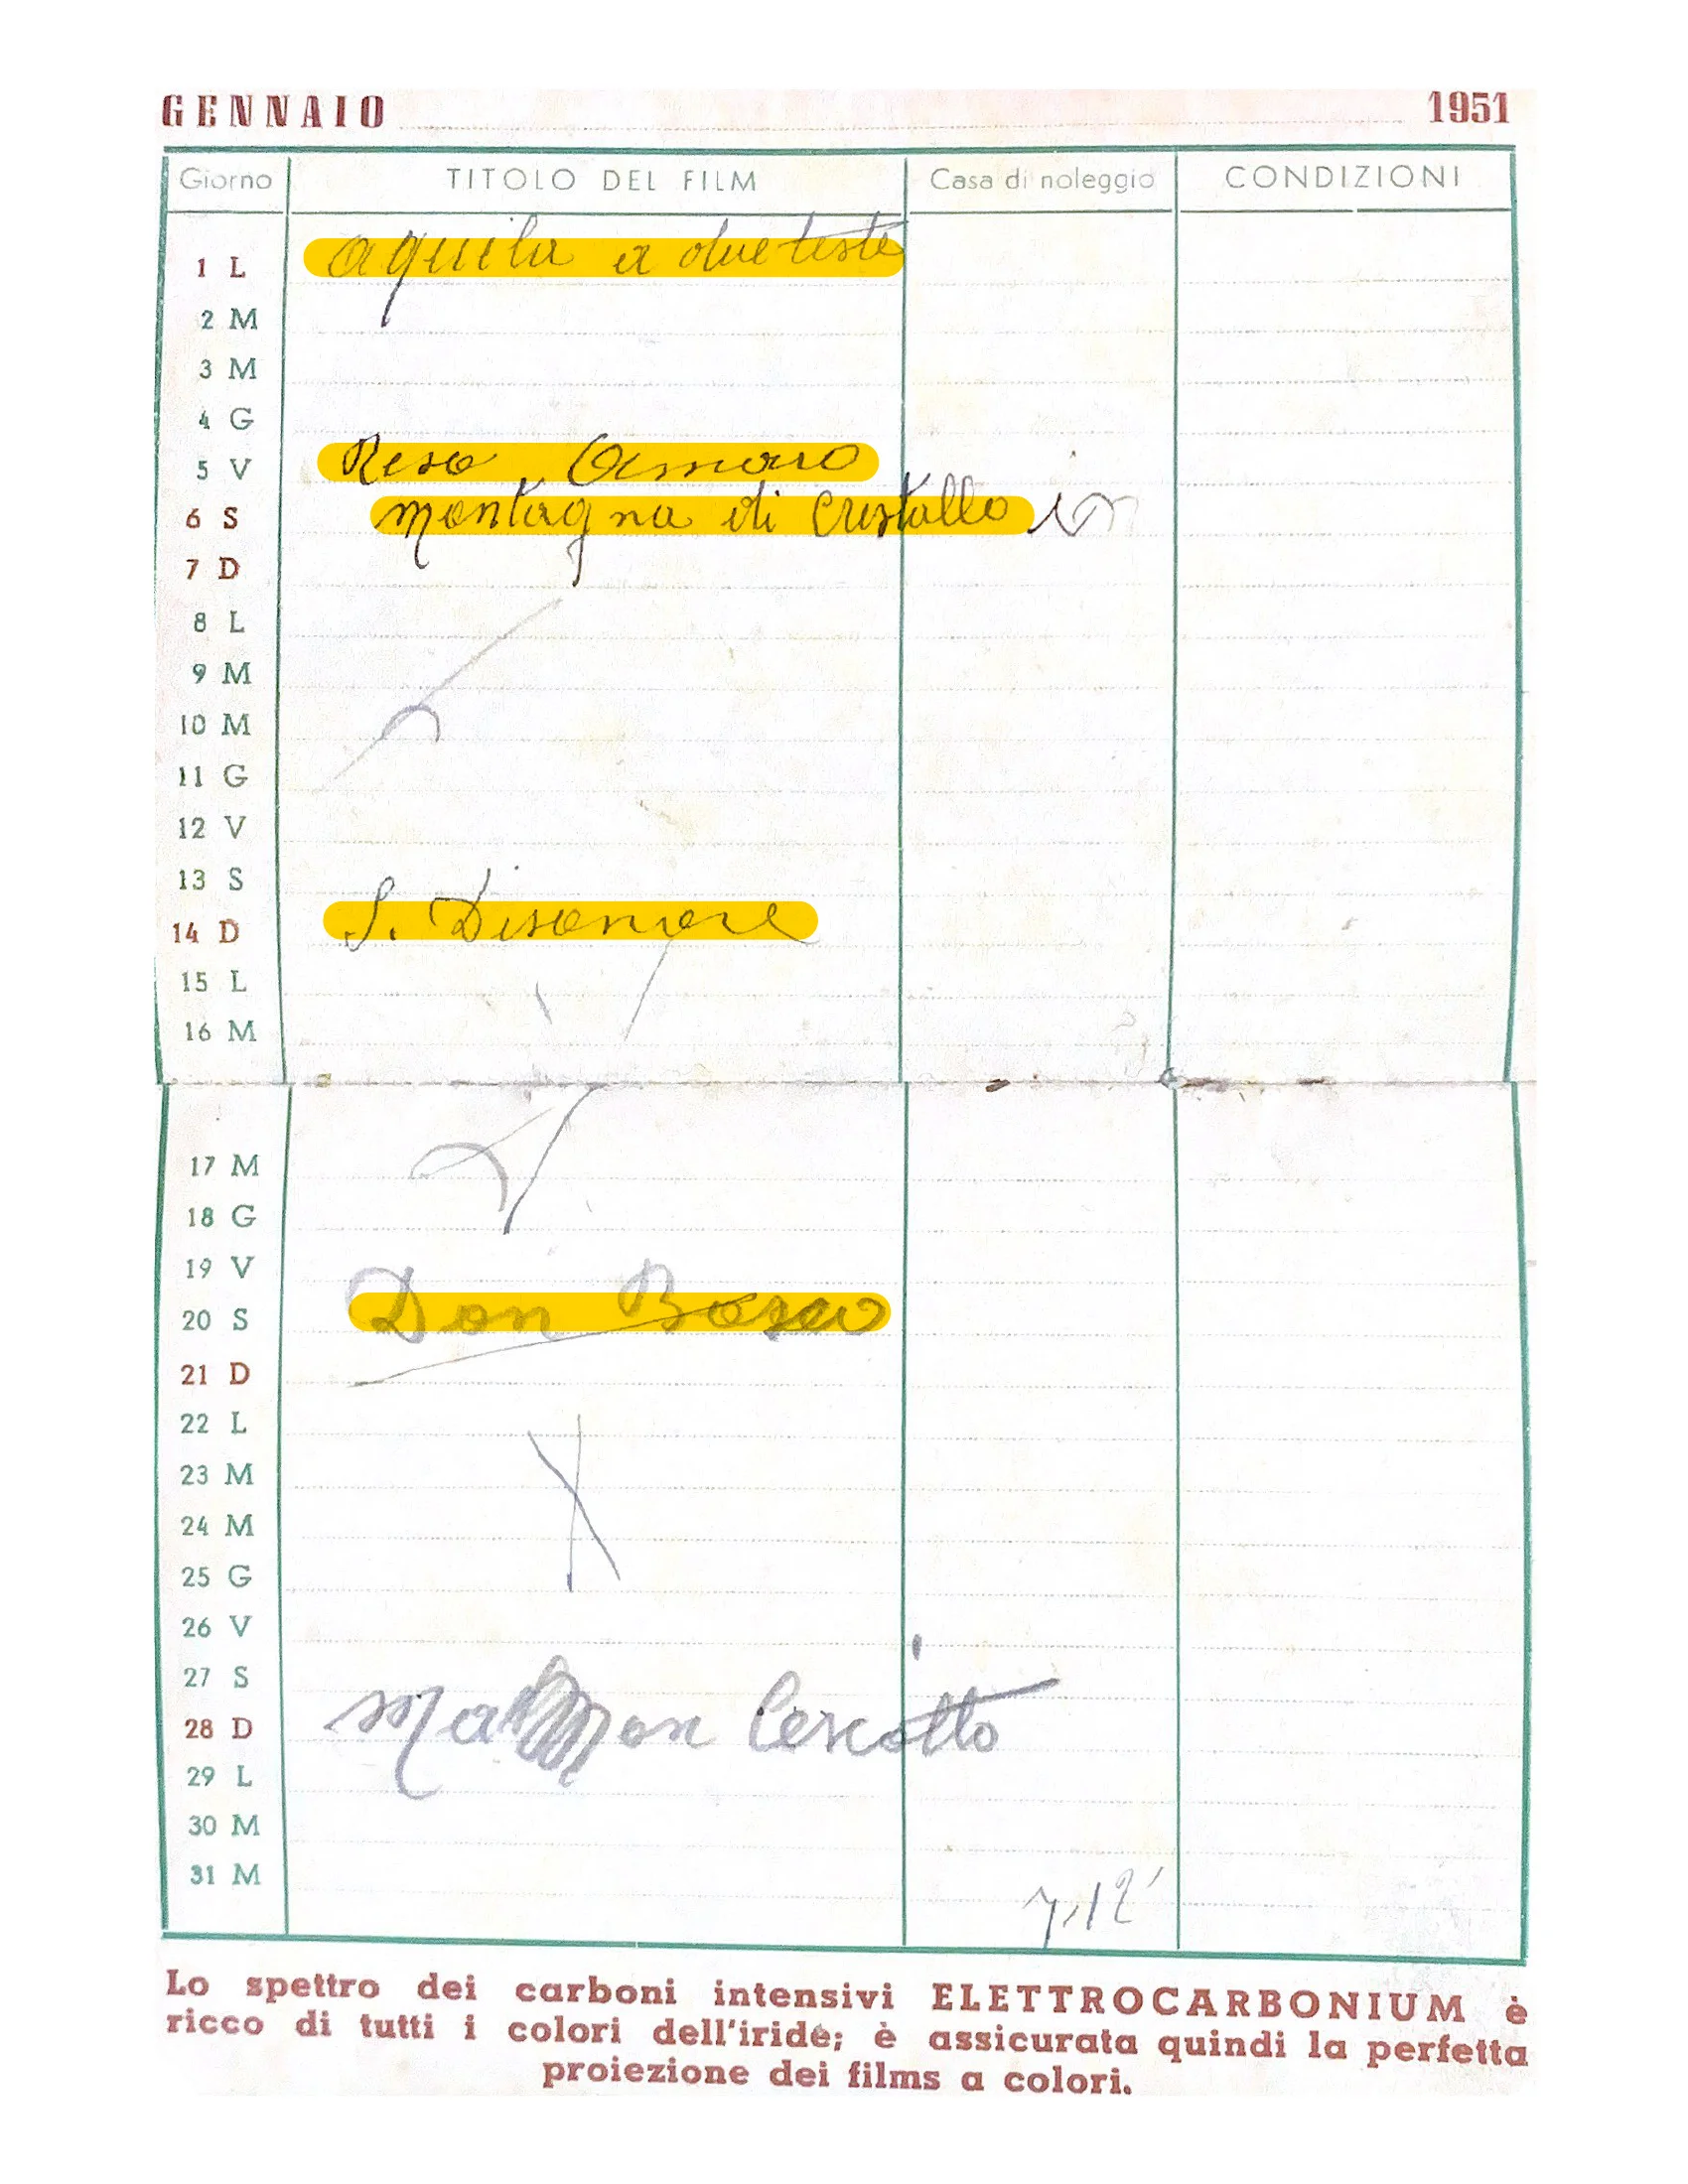 GENNAIO 1951
Giorno TITOLO DEL FILM Casa di noleggio CONDIZIONI
1 L aquila a due teste
2 M
3 M
4 G
5 V Reso Amaro
6 S montagna di cristallo in
7 D
8 L
9 M
10 M
11 G
12 V
13 S
14 D S. Disonore
15 L
16 M
17 M
18 G
19 V
20 S Don Bosco
21 D
22 L
23 M
24 M
25 G
26 V
27 S
28 D
29 L
30 M
31 M
Lo spettro dei carboni intensivi ELETTROCARBONIUM è
ricco di tutti i colori dell'iride; è assicurata quindi la perfetta
proiezione dei films a colori.